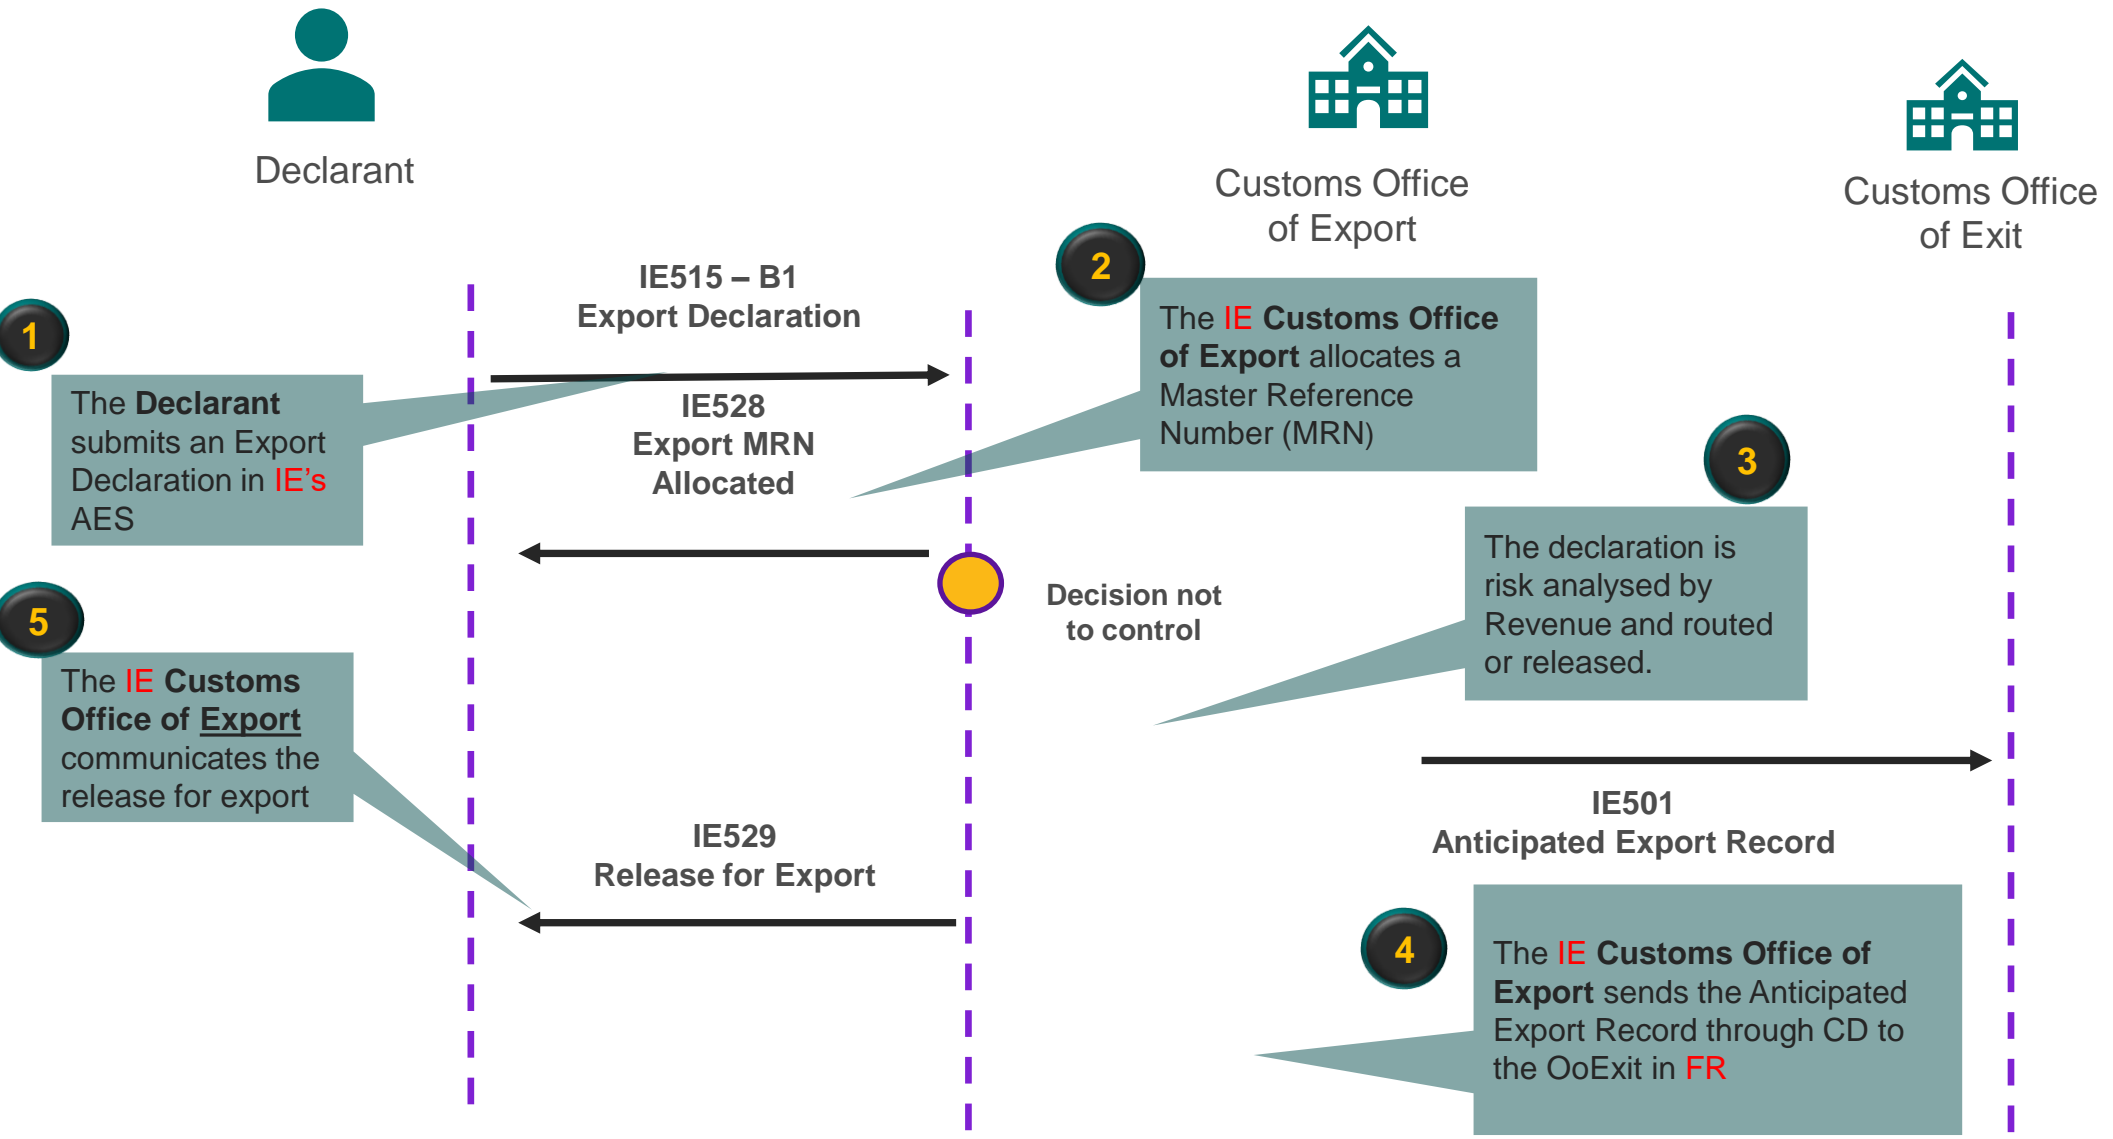 Declarant
Customs Office
of Export
Customs Office
of Exit
IE515 – B1
Export Declaration
1
The Declarant
submits an Export
Declaration in IE’s
AES
2
The IE Customs Office
of Export allocates a
Master Reference
Number (MRN)
IE528
Export MRN
Allocated
3
The declaration is
risk analysed by
Revenue and routed
or released.
Decision not
to control
5
The IE Customs
Office of Export
communicates the
release for export
IE501
Anticipated Export Record
IE529
Release for Export
4
The IE Customs Office of
Export sends the Anticipated
Export Record through CD to
the OoExit in FR